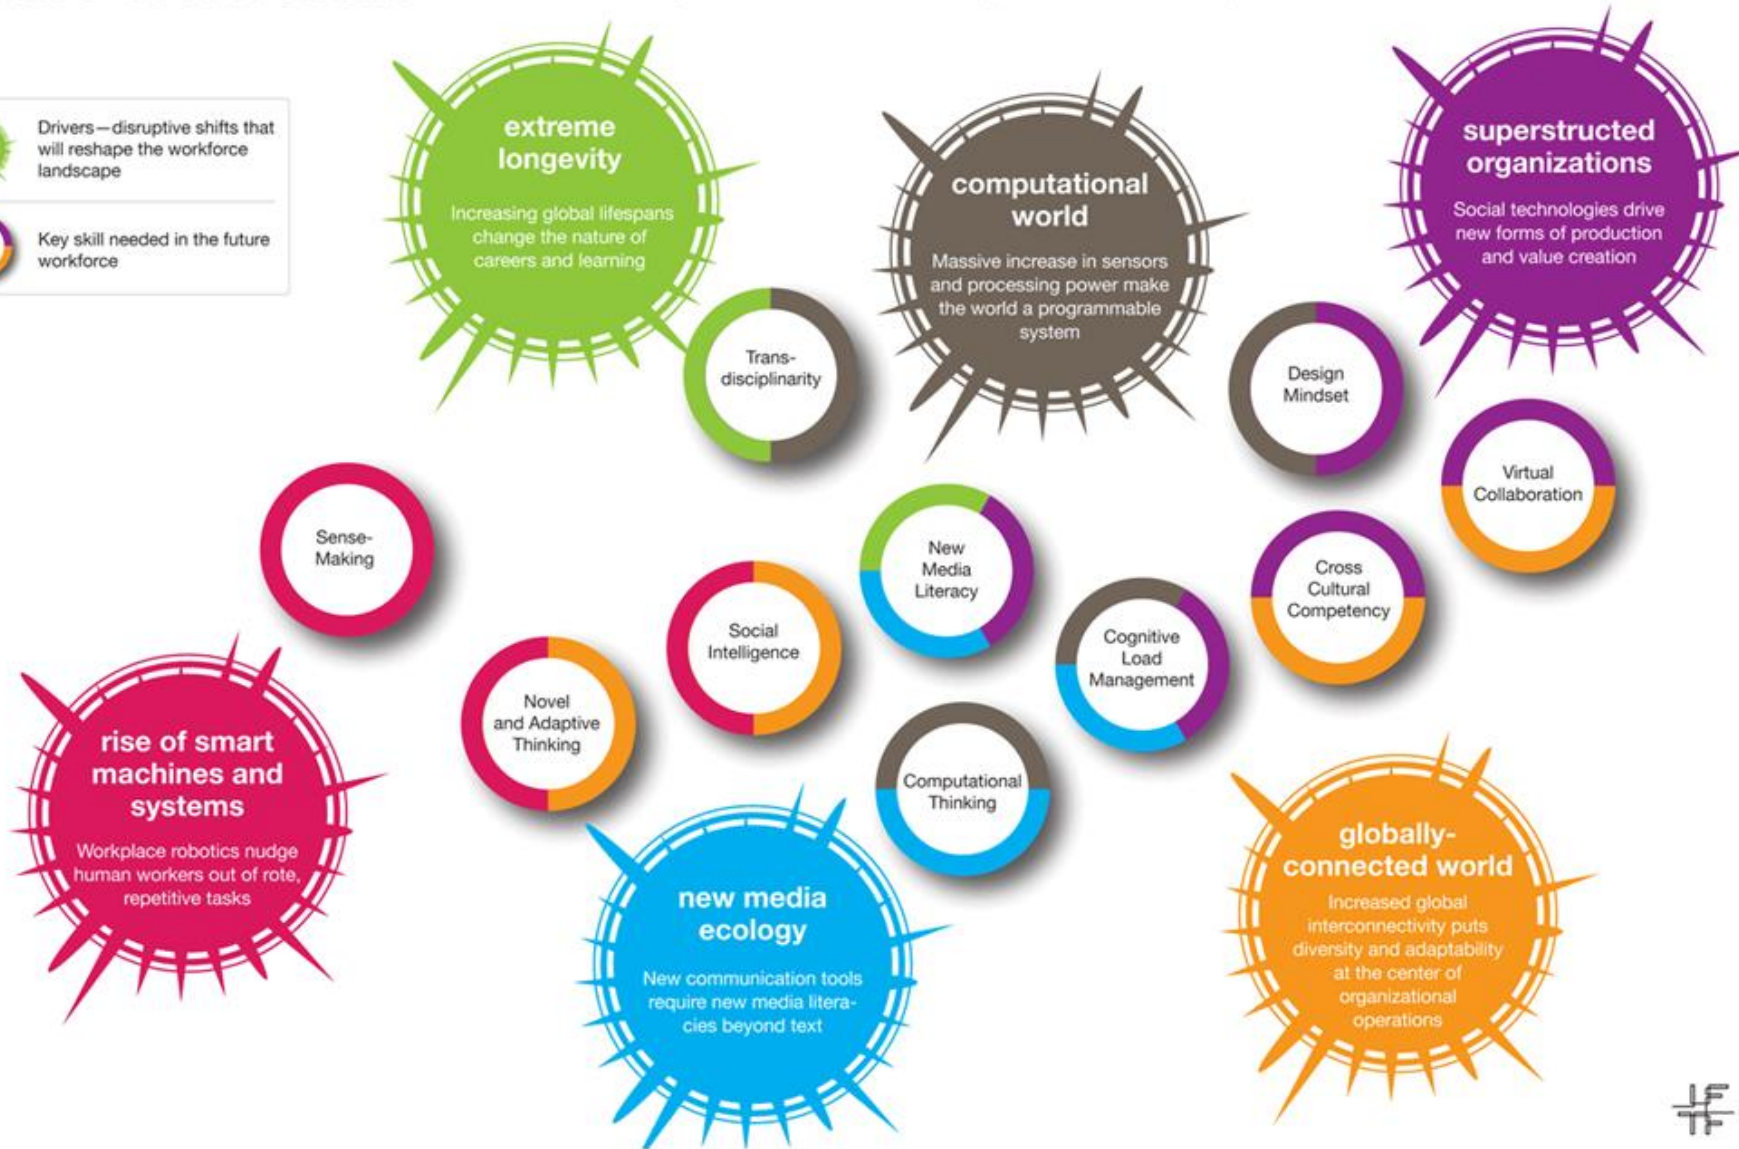 Drivers—disruptive shifts that
will reshape the workforce
landscape
Key skill needed in the future
workforce
extreme
longevity
Increasing global lifespans
change the nature of
careers and learning
computational
world
Massive increase in sensors
and processing power make
the world a programmable
system
superstructed
organizations
Social technologies drive
new forms of production
and value creation
Trans-
disciplinarity
Design
Mindset
Virtual
Collaboration
Sense-
Making
New
Media
Literacy
Cross
Cultural
Competency
Social
Intelligence
Cognitive
Load
Management
Novel
and Adaptive
Thinking
Computational
Thinking
rise of smart
machines and
systems
Workplace robotics nudge
human workers out of rote,
repetitive tasks
new media
ecology
New communication tools
require new media litera-
cies beyond text
globally-
connected world
Increased global
interconnectivity puts
diversity and adaptability
at the center of
organizational
operations